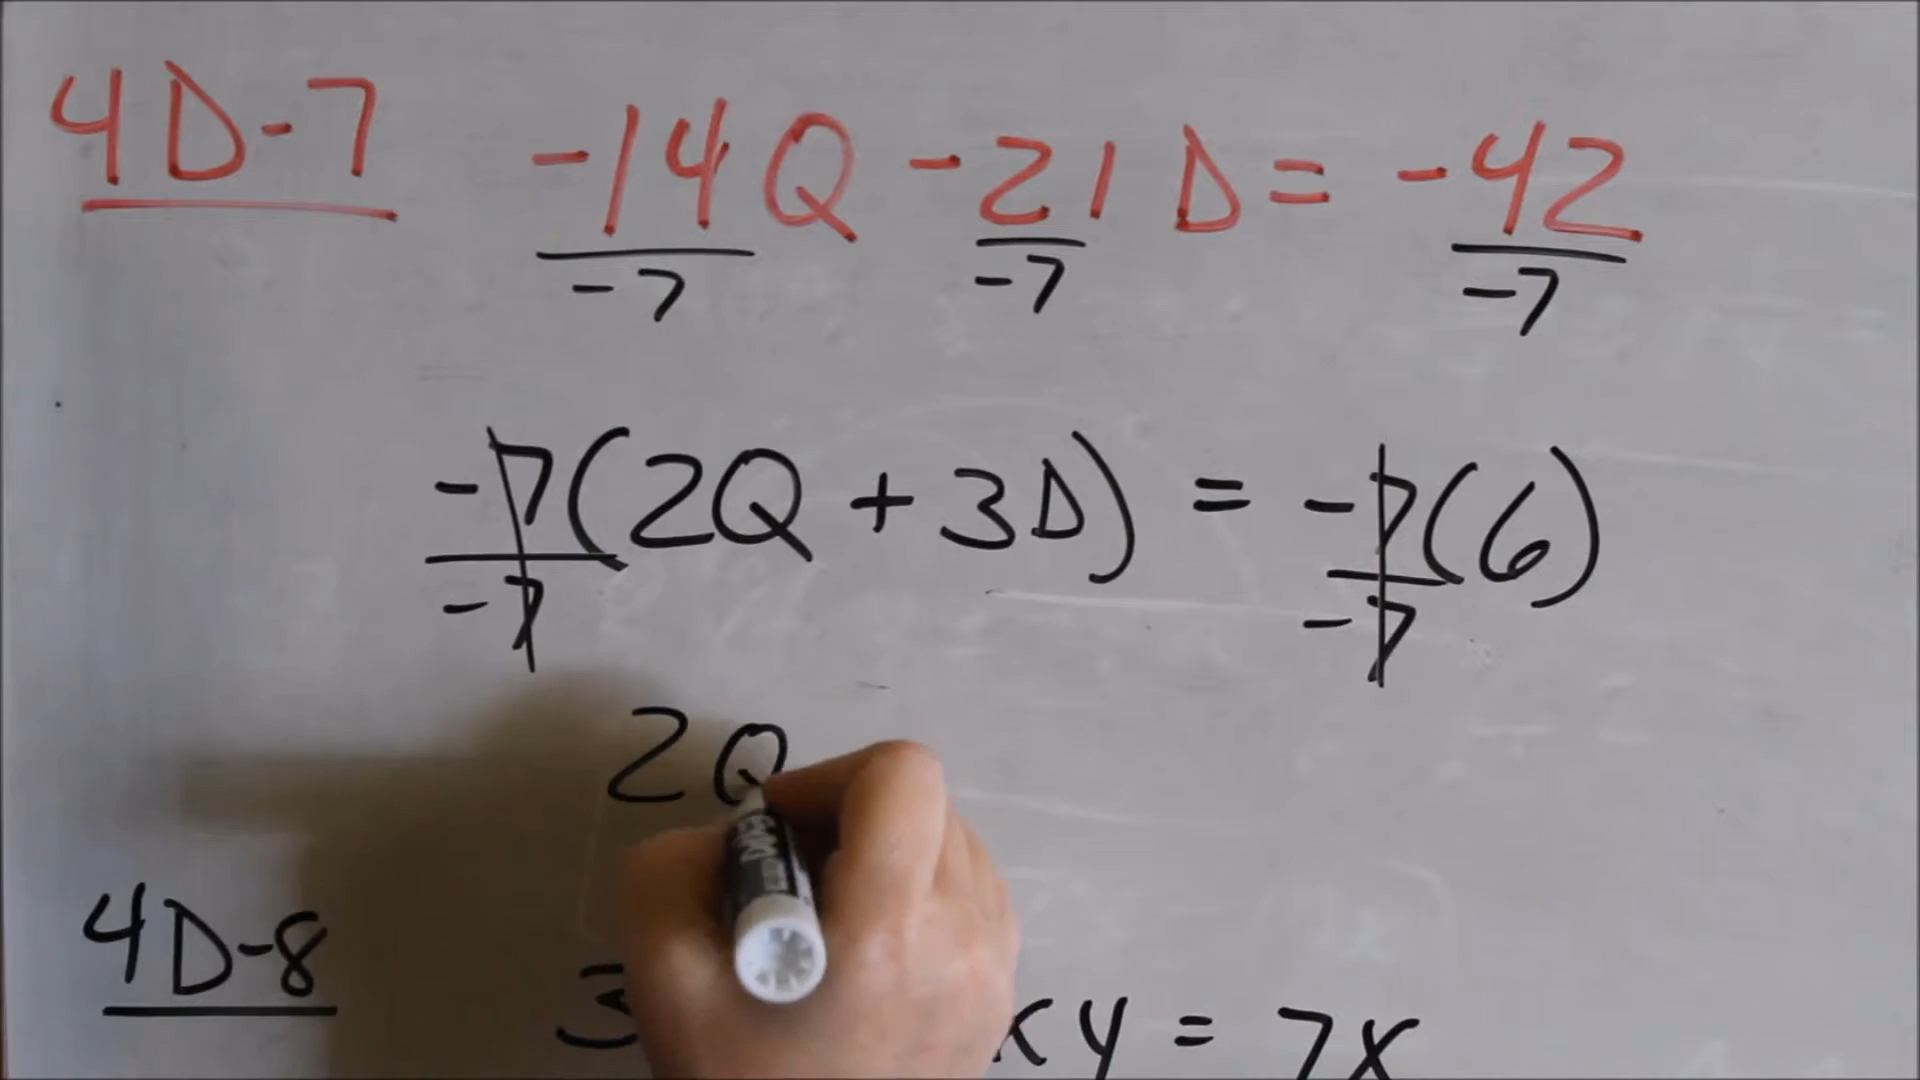 4D-7 -14Q - 21D = -42
-7 -7 -7
-7(2Q + 3D) = -7(6)
-7 -7
2Q
4D-8 3 xy = 7x